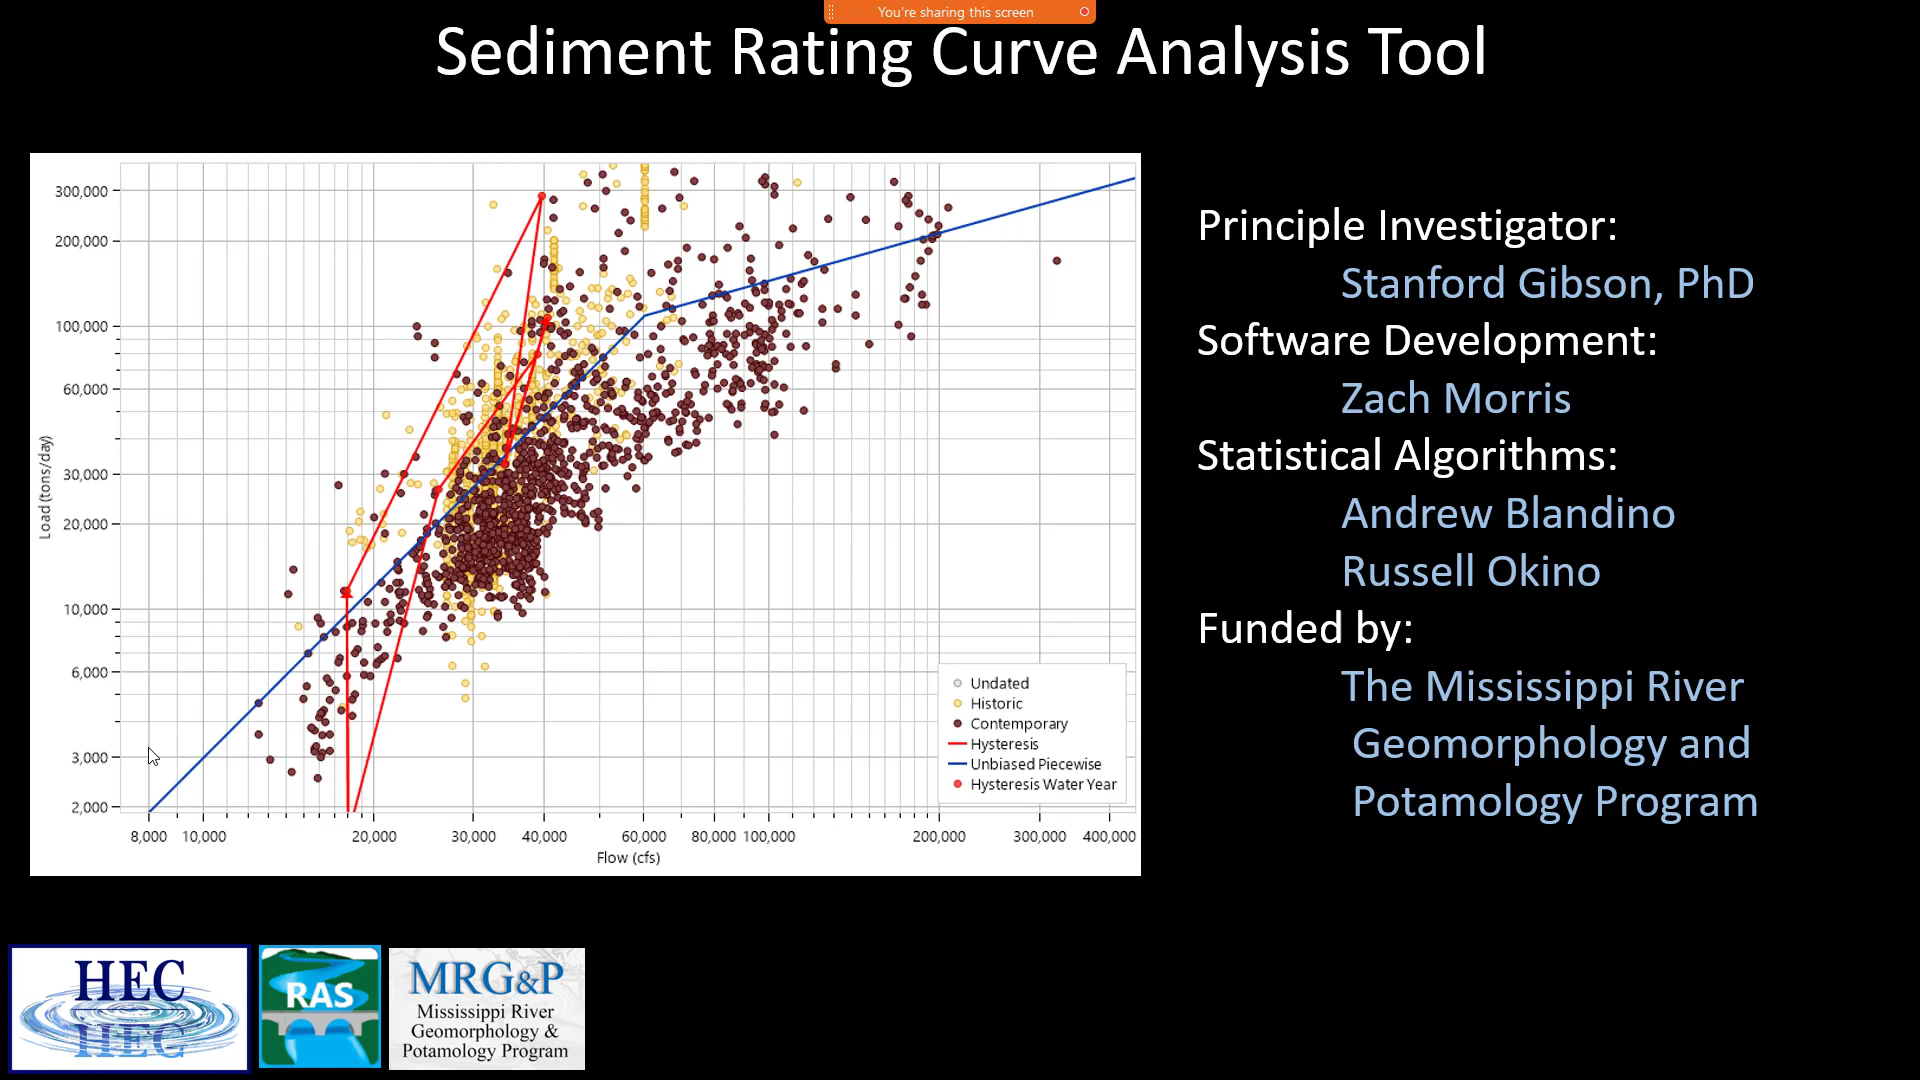 You're sharing this screen
Sediment Rating Curve Analysis Tool
300,000
200,000
100,000
60,000
30,000
20,000
10,000
6,000
3,000
2,000
Load (tons/day)
8,000 10,000 20,000 30,000 40,000 60,000 80,000 100,000 200,000 300,000 400,000
Flow (cfs)
Undated
Historic
Contemporary
Hysteresis
Unbiased Piecewise
Hysteresis Water Year
Principle Investigator:
Stanford Gibson, PhD
Software Development:
Zach Morris
Statistical Algorithms:
Andrew Blandino
Russell Okino
Funded by:
The Mississippi River
Geomorphology and
Potamology Program
HEC
HEC
RAS
MRG&P
Mississippi River
Geomorphology &
Potamology Program